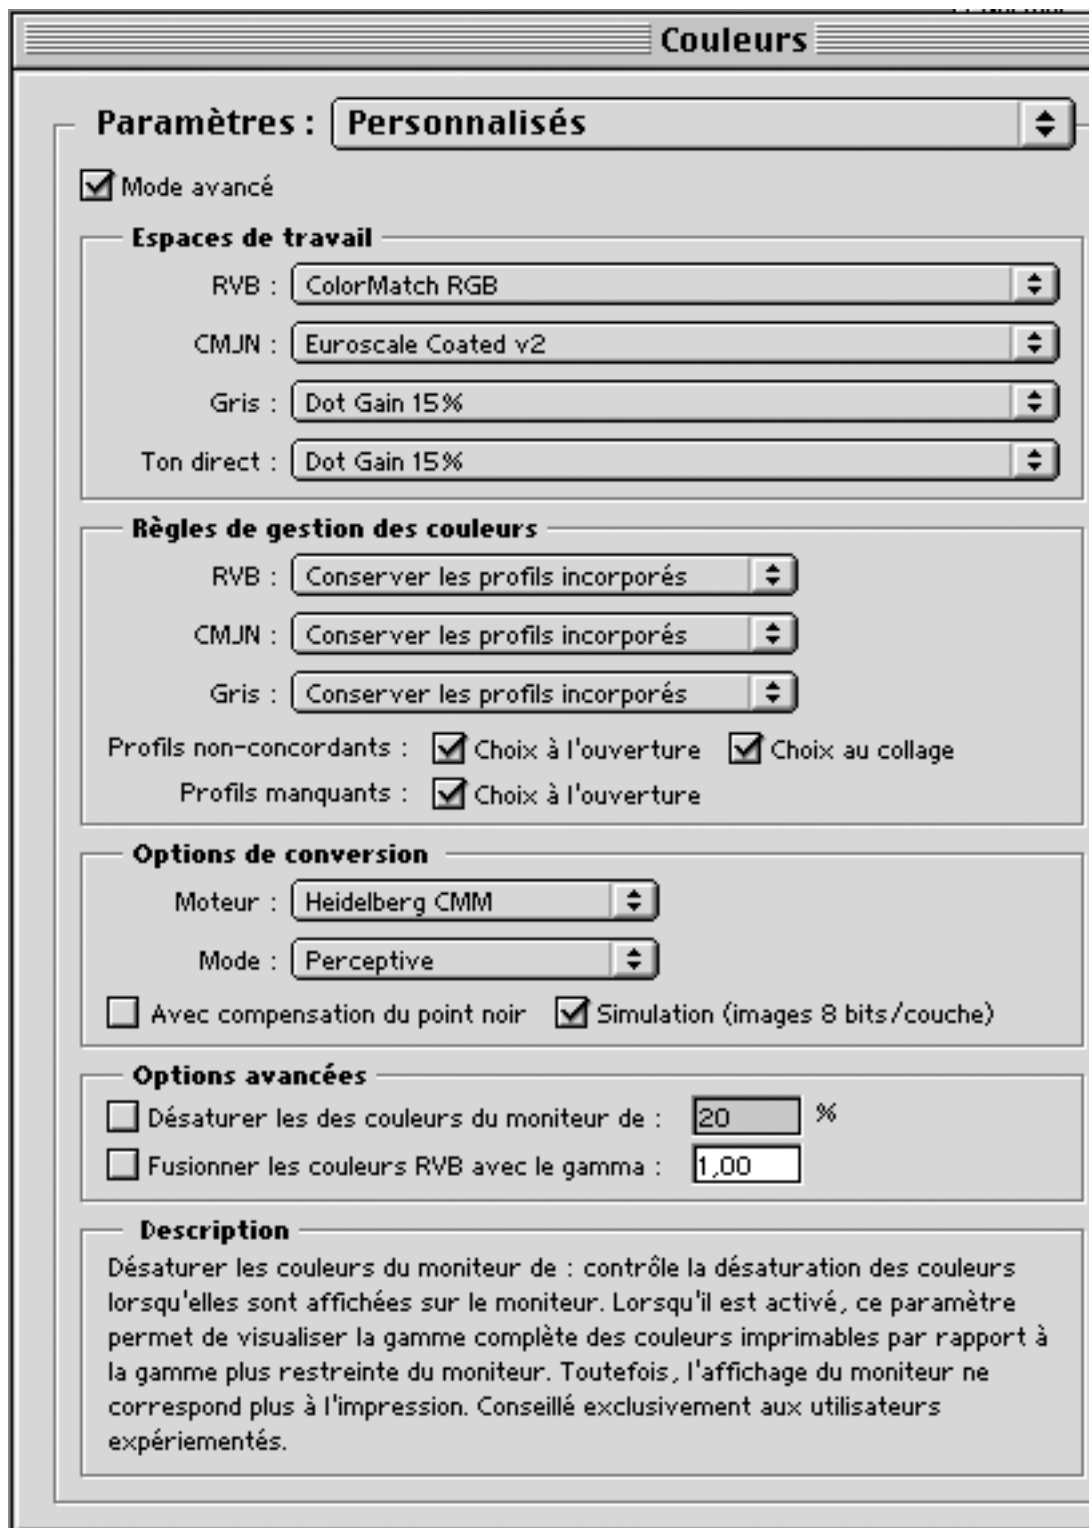 Couleurs
Paramètres : Personnalisés
Mode avancé
Espaces de travail
RVB : ColorMatch RGB
CMJN : Euroscale Coated v2
Gris : Dot Gain 15%
Ton direct : Dot Gain 15%
Règles de gestion des couleurs
RVB : Conserver les profils incorporés
CMJN : Conserver les profils incorporés
Gris : Conserver les profils incorporés
Profils non-concordants : Choix à l'ouverture Choix au collage
Profils manquants : Choix à l'ouverture
Options de conversion
Moteur : Heidelberg CMM
Mode : Perceptive
Avec compensation du point noir Simulation (images 8 bits/couche)
Options avancées
Désaturer les des couleurs du moniteur de : 20 %
Fusionner les couleurs RVB avec le gamma : 1,00
Description
Désaturer les couleurs du moniteur de : contrôle la désaturation des couleurs
lorsqu'elles sont affichées sur le moniteur. Lorsqu'il est activé, ce paramètre
permet de visualiser la gamme complète des couleurs imprimables par rapport à
la gamme plus restreinte du moniteur. Toutefois, l'affichage du moniteur ne
correspond plus à l'impression. Conseillé exclusivement aux utilisateurs
expériementés.